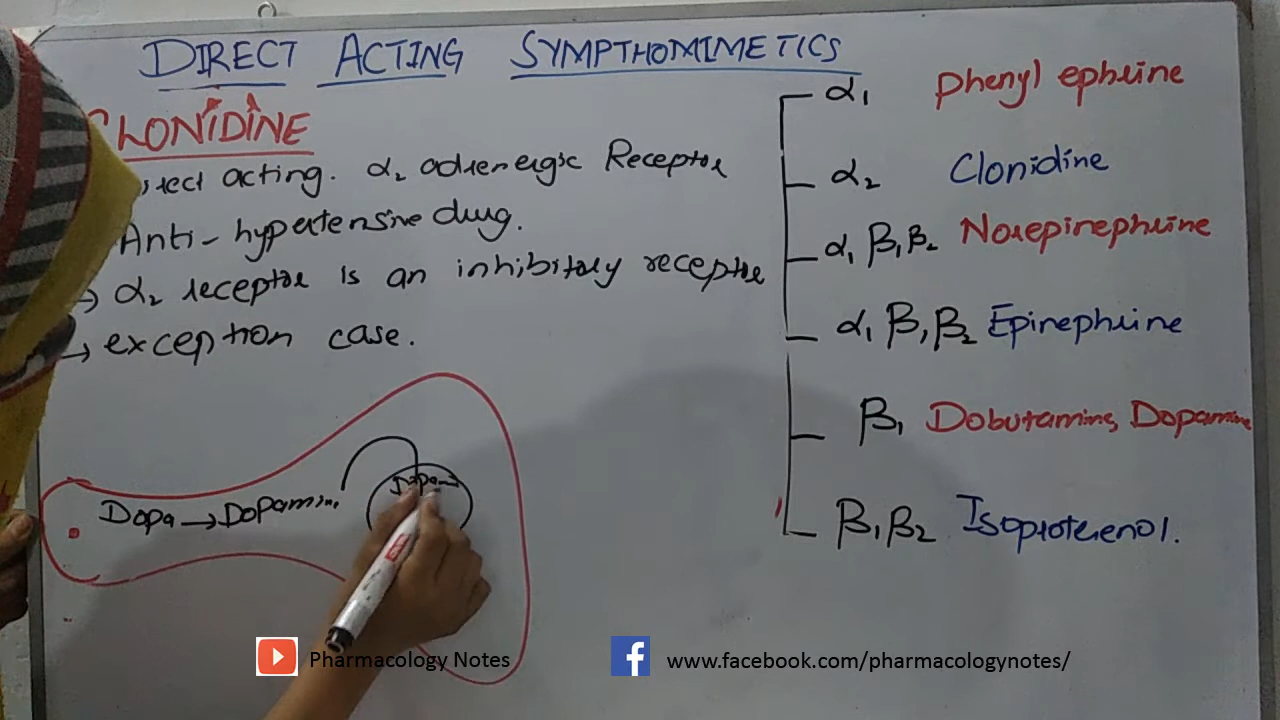 DIRECT ACTING SYMPTHOMIMETICS
CLONIDINE
irect acting. α₂ adrenergic Receptor
Anti-hypertensive drug.
→ α₂ receptor is an inhibitory receptor
→ exception case.
Dopa → Dopamine
Dopami
α₁ Phenyl ephrine
α₂ Clonidine
α₁ β₁ β₂ Norepinephrine
α₁ β₁ β₂ Epinephrine
β₁ Dobutamine, Dopamine
β₁ β₂ Isoproterenol.
Pharmacology Notes
f www.facebook.com/pharmacologynotes/